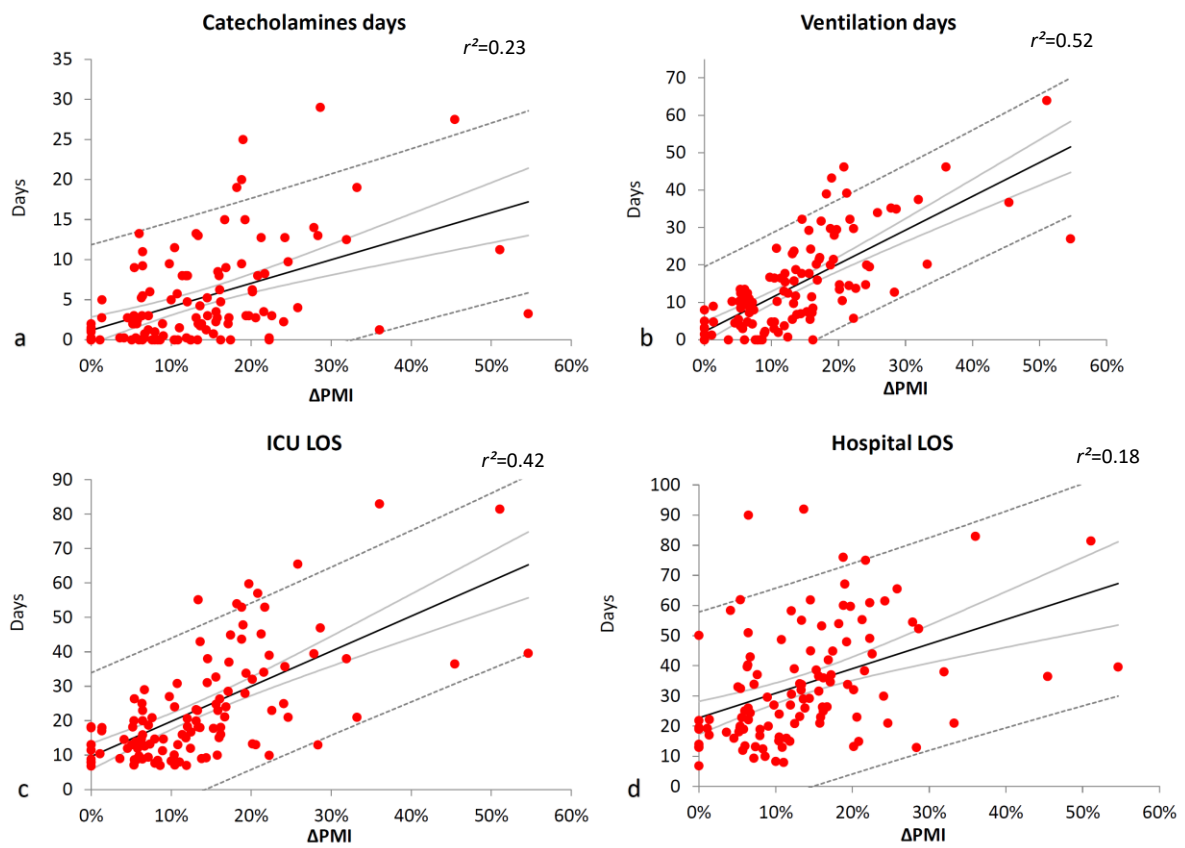 Catecholamines days
r²=0.23
35
30
25
20
15
10
5
0
Days
a
0% 10% 20% 30% 40% 50% 60%
ΔPMI
Ventilation days
r²=0.52
70
60
50
40
30
20
10
0
Days
b
0% 10% 20% 30% 40% 50% 60%
ΔPMI
ICU LOS
r²=0.42
90
80
70
60
50
40
30
20
10
0
Days
c
0% 10% 20% 30% 40% 50% 60%
ΔPMI
Hospital LOS
r²=0.18
100
90
80
70
60
50
40
30
20
10
0
Days
d
0% 10% 20% 30% 40% 50% 60%
ΔPMI